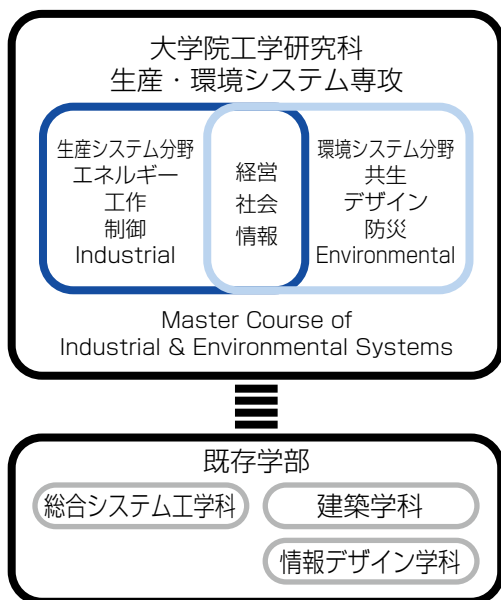 大学院工学研究科
生産・環境システム専攻
生産システム分野
エネルギー
工作
制御
Industrial
経営
社会
情報
環境システム分野
共生
デザイン
防災
Environmental
Master Course of
Industrial & Environmental Systems
既存学部
総合システム工学科
建築学科
情報デザイン学科